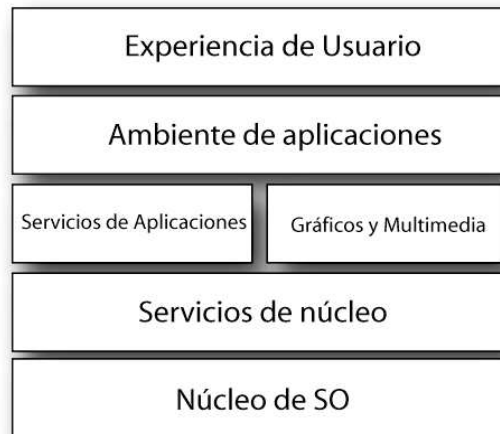 Experiencia de Usuario
Ambiente de aplicaciones
Servicios de Aplicaciones
Gráficos y Multimedia
Servicios de núcleo
Núcleo de SO